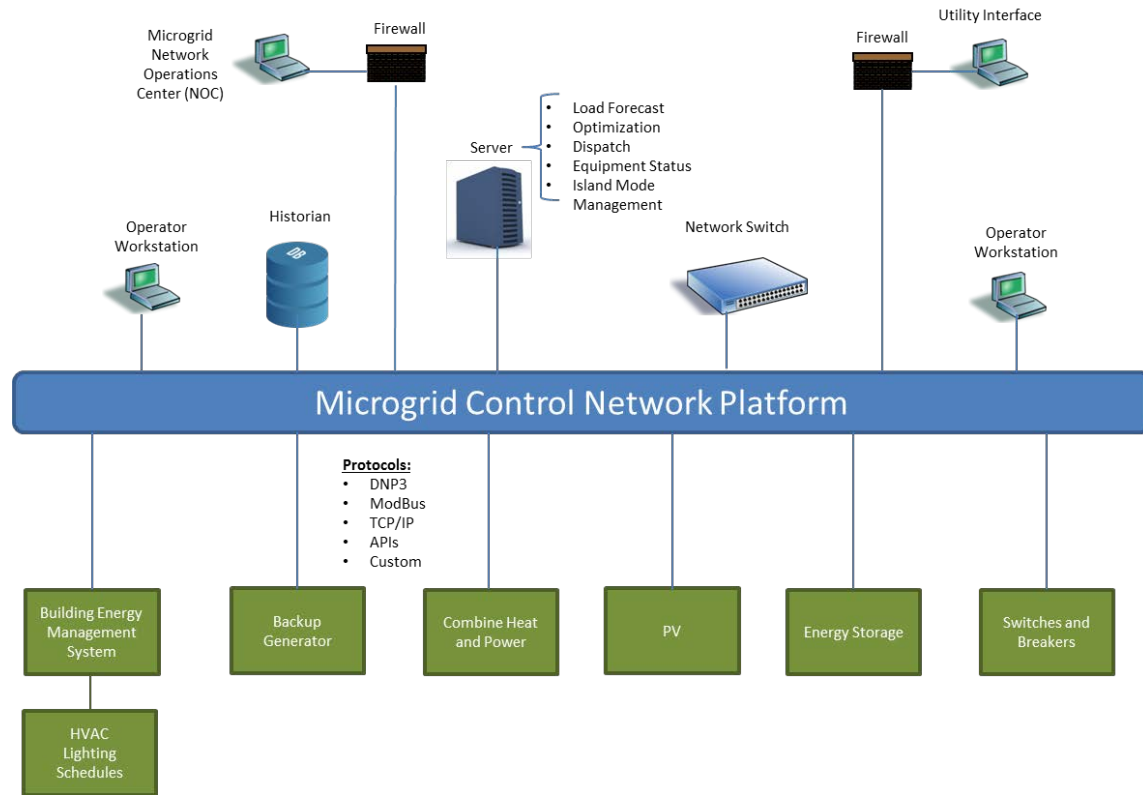 Microgrid
Network
Operations
Center (NOC)
Firewall
Utility Interface
Firewall
Server
• Load Forecast
• Optimization
• Dispatch
• Equipment Status
• Island Mode
Management
Operator
Workstation
Historian
DB
Network Switch
Operator
Workstation
Microgrid Control Network Platform
Protocols:
• DNP3
• ModBus
• TCP/IP
• APIs
• Custom
Building Energy
Management
System
Backup
Generator
Combine Heat
and Power
PV
Energy Storage
Switches and
Breakers
HVAC
Lighting
Schedules